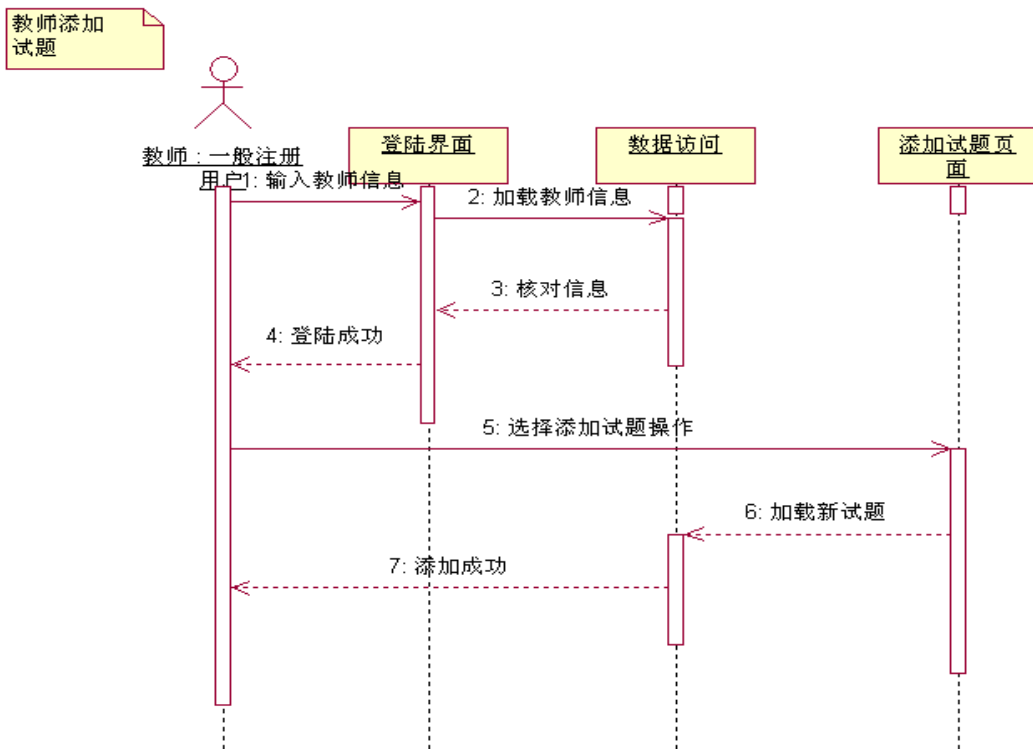 教师添加
试题
教师 : 一般注册
用户
登陆界面
数据访问
添加试题页
面
1: 输入教师信息
2: 加载教师信息
3: 核对信息
4: 登陆成功
5: 选择添加试题操作
6: 加载新试题
7: 添加成功